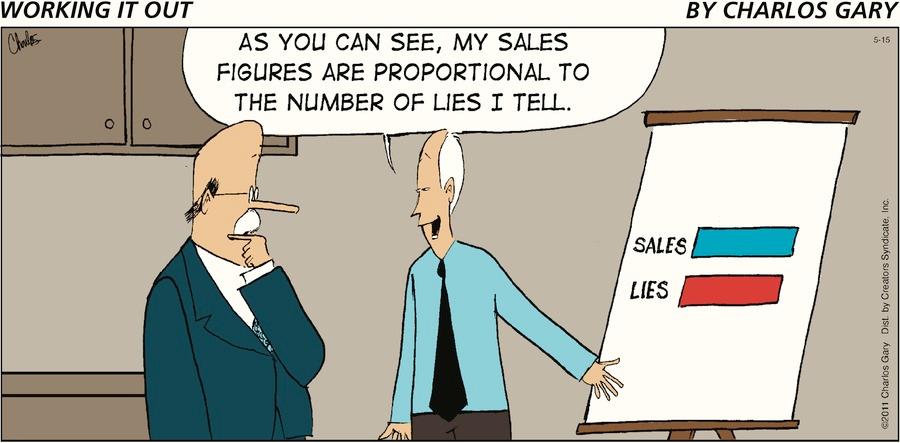 WORKING IT OUT
BY CHARLOS GARY
Charlos
5-15
AS YOU CAN SEE, MY SALES
FIGURES ARE PROPORTIONAL TO
THE NUMBER OF LIES I TELL.
SALES
LIES
©2011 Charlos Gary Dist. by Creators Syndicate, Inc.